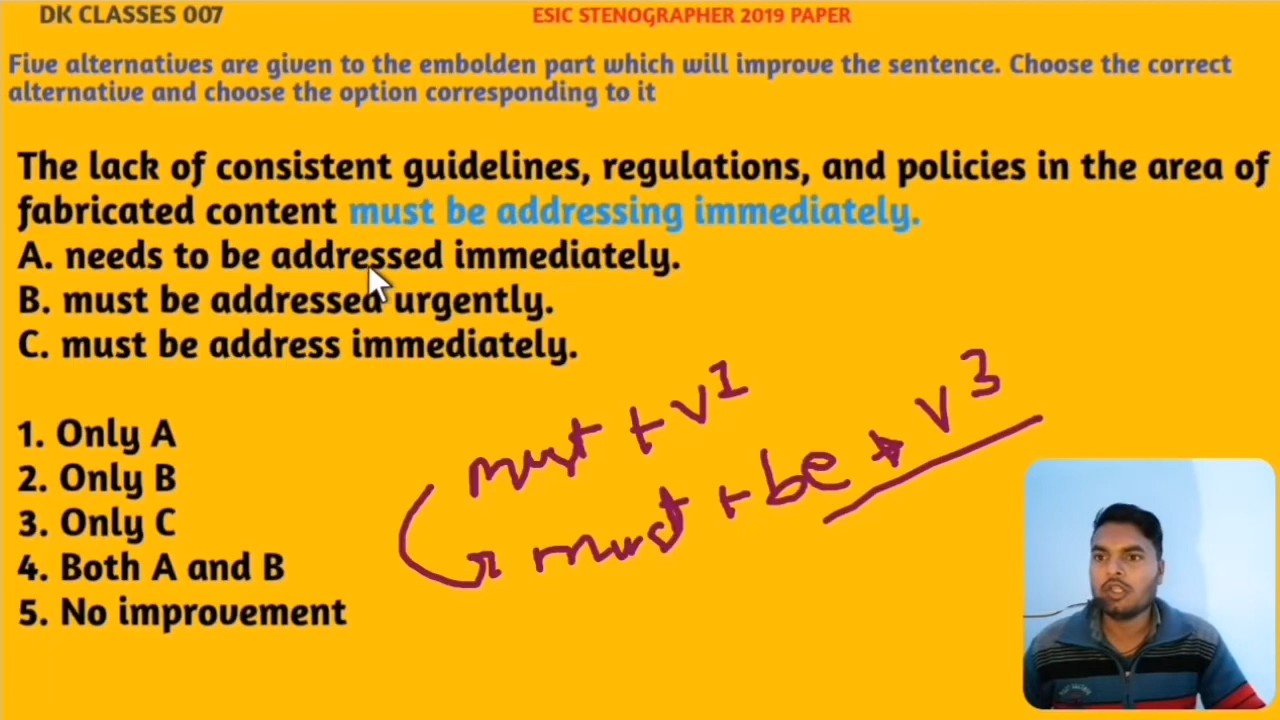 DK CLASSES 007 ESIC STENOGRAPHER 2019 PAPER
Five alternatives are given to the embolden part which will improve the sentence. Choose the correct
alternative and choose the option corresponding to it
The lack of consistent guidelines, regulations, and policies in the area of
fabricated content must be addressing immediately.
A. needs to be addressed immediately.
B. must be addressed urgently.
C. must be address immediately.
1. Only A
2. Only B
3. Only C
4. Both A and B
5. No improvement
must + v1
must + be + v3